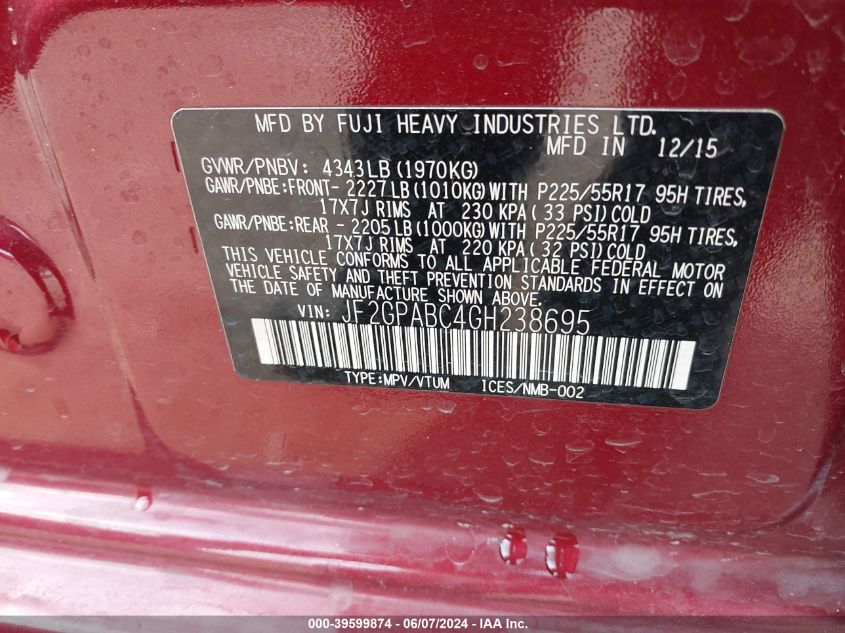 MFD BY FUJI HEAVY INDUSTRIES LTD.
MFD IN 12/15
GVWR/PNBV: 4343LB (1970KG)
GAWR/PNBE:FRONT- 2227LB (1010KG) WITH P225/55R17 95H TIRES,
17X7J RIMS AT 230 KPA (33 PSI) COLD
GAWR/PNBE:REAR - 2205LB (1000KG) WITH P225/55R17 95H TIRES,
17X7J RIMS AT 220 KPA (32 PSI) COLD
THIS VEHICLE CONFORMS TO ALL APPLICABLE FEDERAL MOTOR
VEHICLE SAFETY AND THEFT PREVENTION STANDARDS IN EFFECT ON
THE DATE OF MANUFACTURE SHOWN ABOVE.
VIN: JF2GPABC4GH238695
TYPE:MPV/VTUM ICES/NMB-002
000-39599874 - 06/07/2024 - IAA Inc.